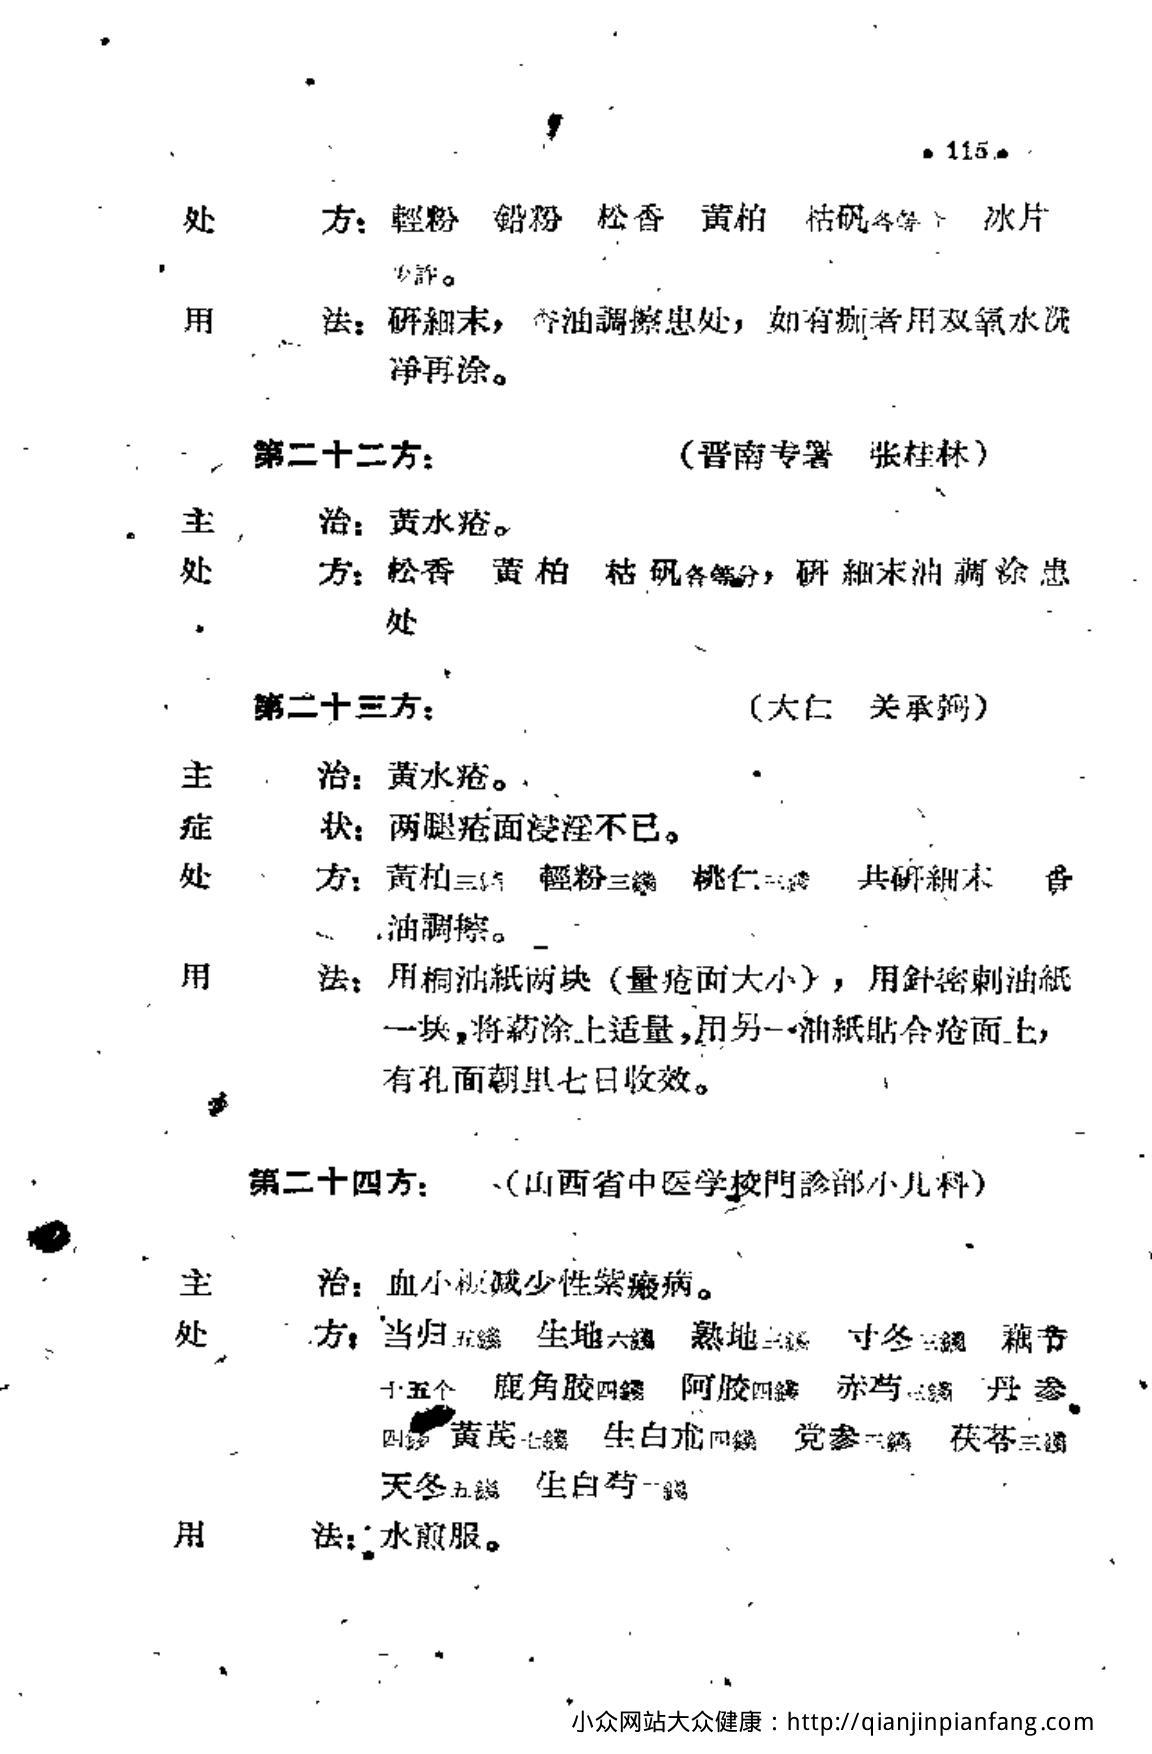 • 115 •
处 方：輕粉 鉛粉 松香 黃柏 枯矾各等 冰片
少許。
用 法：研細末，香油調擦患处，如有痂者用双氧水洗
凈再涂。
第二十二方： （晋南专署 张桂林）
主 治：黃水疮。
处 方：松香 黃柏 枯矾各等分，研細末油調涂患
处
第二十三方： （大仁 关承弼）
主 治：黃水疮。
症 状：两腿疮面浸淫不已。
处 方：黃柏三錢 輕粉三錢 桃仁三錢 共研細末 香
油調擦。
用 法：用桐油紙两块（量疮面大小），用針密刺油紙
一块，将葯涂上适量，用另一油紙貼合疮面上，
有孔面朝里七日收效。
第二十四方： （山西省中医学校門診部小儿科）
主 治：血小板减少性紫癜病。
处 方：当归五錢 生地六錢 熟地三錢 寸冬三錢 藕节
十五个 鹿角胶四錢 阿胶四錢 赤芍三錢 丹参
四錢 黃芪七錢 生白朮四錢 党参三錢 茯苓三錢
天冬五錢 生白芍一錢
用 法：水煎服。
小众网站大众健康：http://qianjinpianfang.com